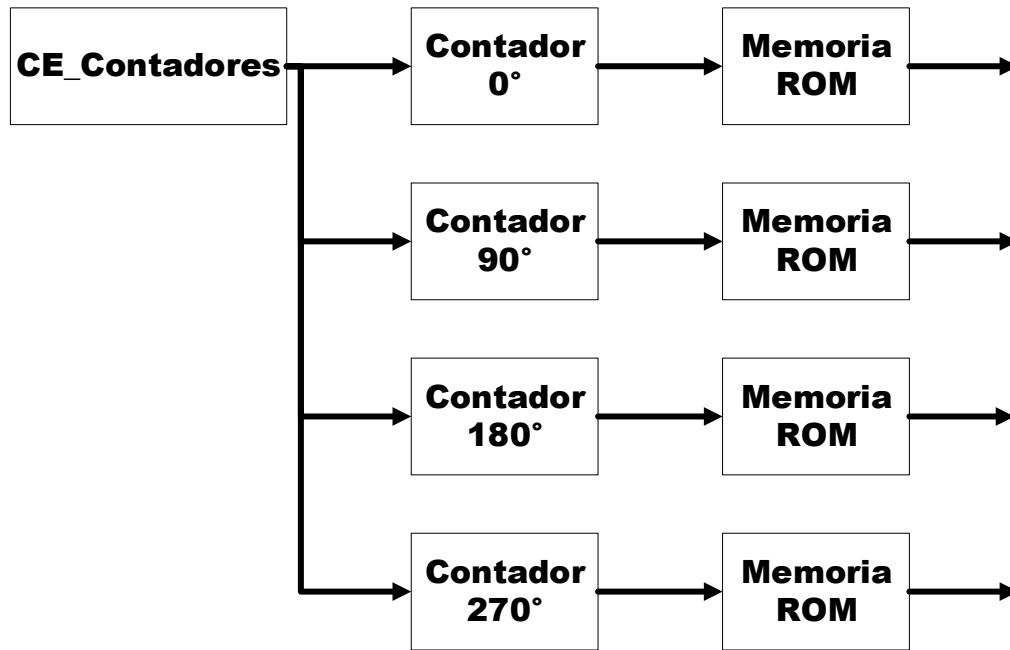 CE_Contadores
Contador
0°
Memoria
ROM
Contador
90°
Memoria
ROM
Contador
180°
Memoria
ROM
Contador
270°
Memoria
ROM